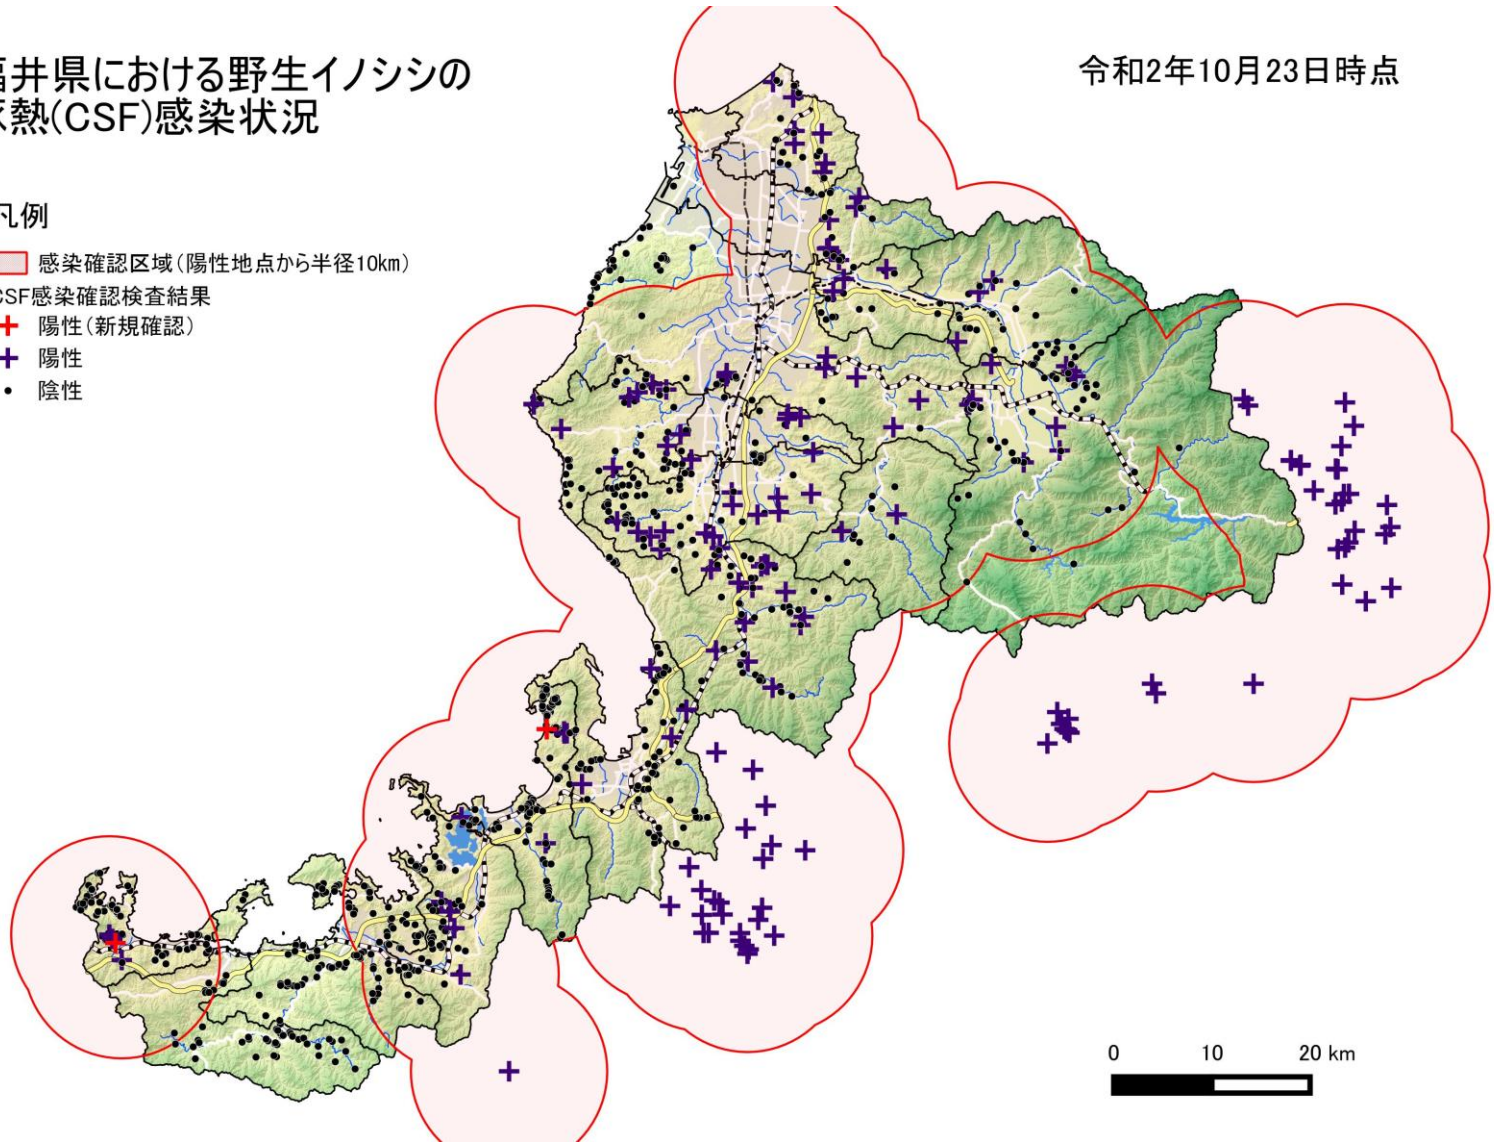 井県における野生イノシシの
熱(CSF)感染状況
令和2年10月23日時点
凡例
感染確認区域(陽性地点から半径10km)
CSF感染確認検査結果
陽性(新規確認)
陽性
陰性
0 10 20 km